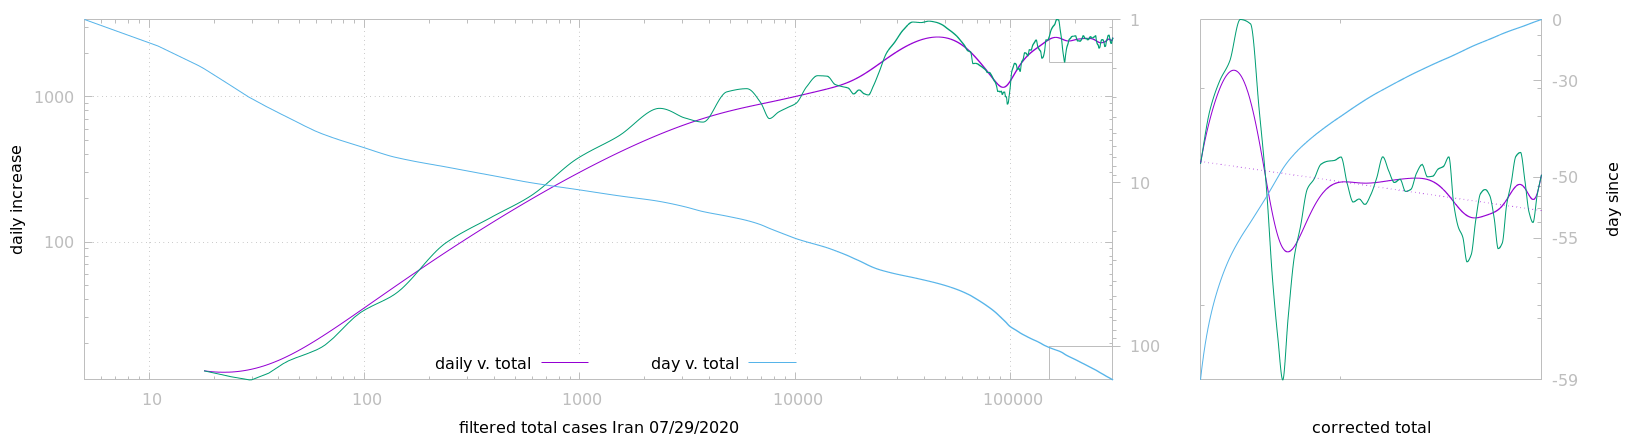 1
0
-30
1000
daily increase
10
-50
day since
100
-55
daily v. total
day v. total
100
-59
10
100
1000
10000
100000
filtered total cases Iran 07/29/2020
corrected total